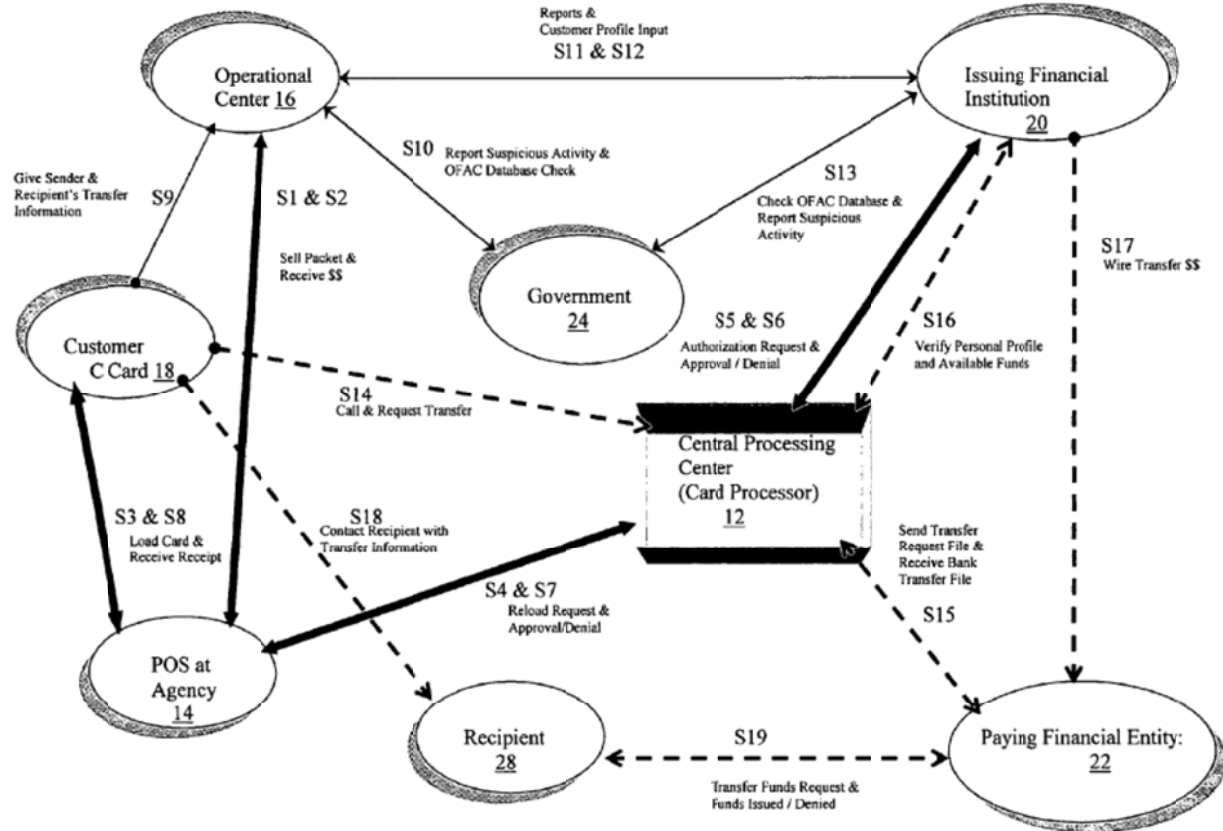 Reports &
Customer Profile Input
S11 & S12
Operational
Center 16
Issuing Financial
Institution
20
S10
Report Suspicious Activity &
OFAC Database Check
Give Sender &
Recipient's Transfer
Information
S9
S1 & S2
S13
Check OFAC Database &
Report Suspicious
Activity
Sell Packet &
Receive $$
S17
Wire Transfer $$
Government
24
Customer
C Card 18
S5 & S6
Authorization Request &
Approval / Denial
S16
Verify Personal Profile
and Available Funds
S14
Call & Request Transfer
Central Processing
Center
(Card Processor)
12
S3 & S8
Load Card &
Receive Receipt
S18
Contact Recipient with
Transfer Information
Send Transfer
Request File &
Receive Bank
Transfer File
S15
S4 & S7
Reload Request &
Approval/Denial
POS at
Agency
14
Recipient
28
S19
Transfer Funds Request &
Funds Issued / Denied
Paying Financial Entity:
22